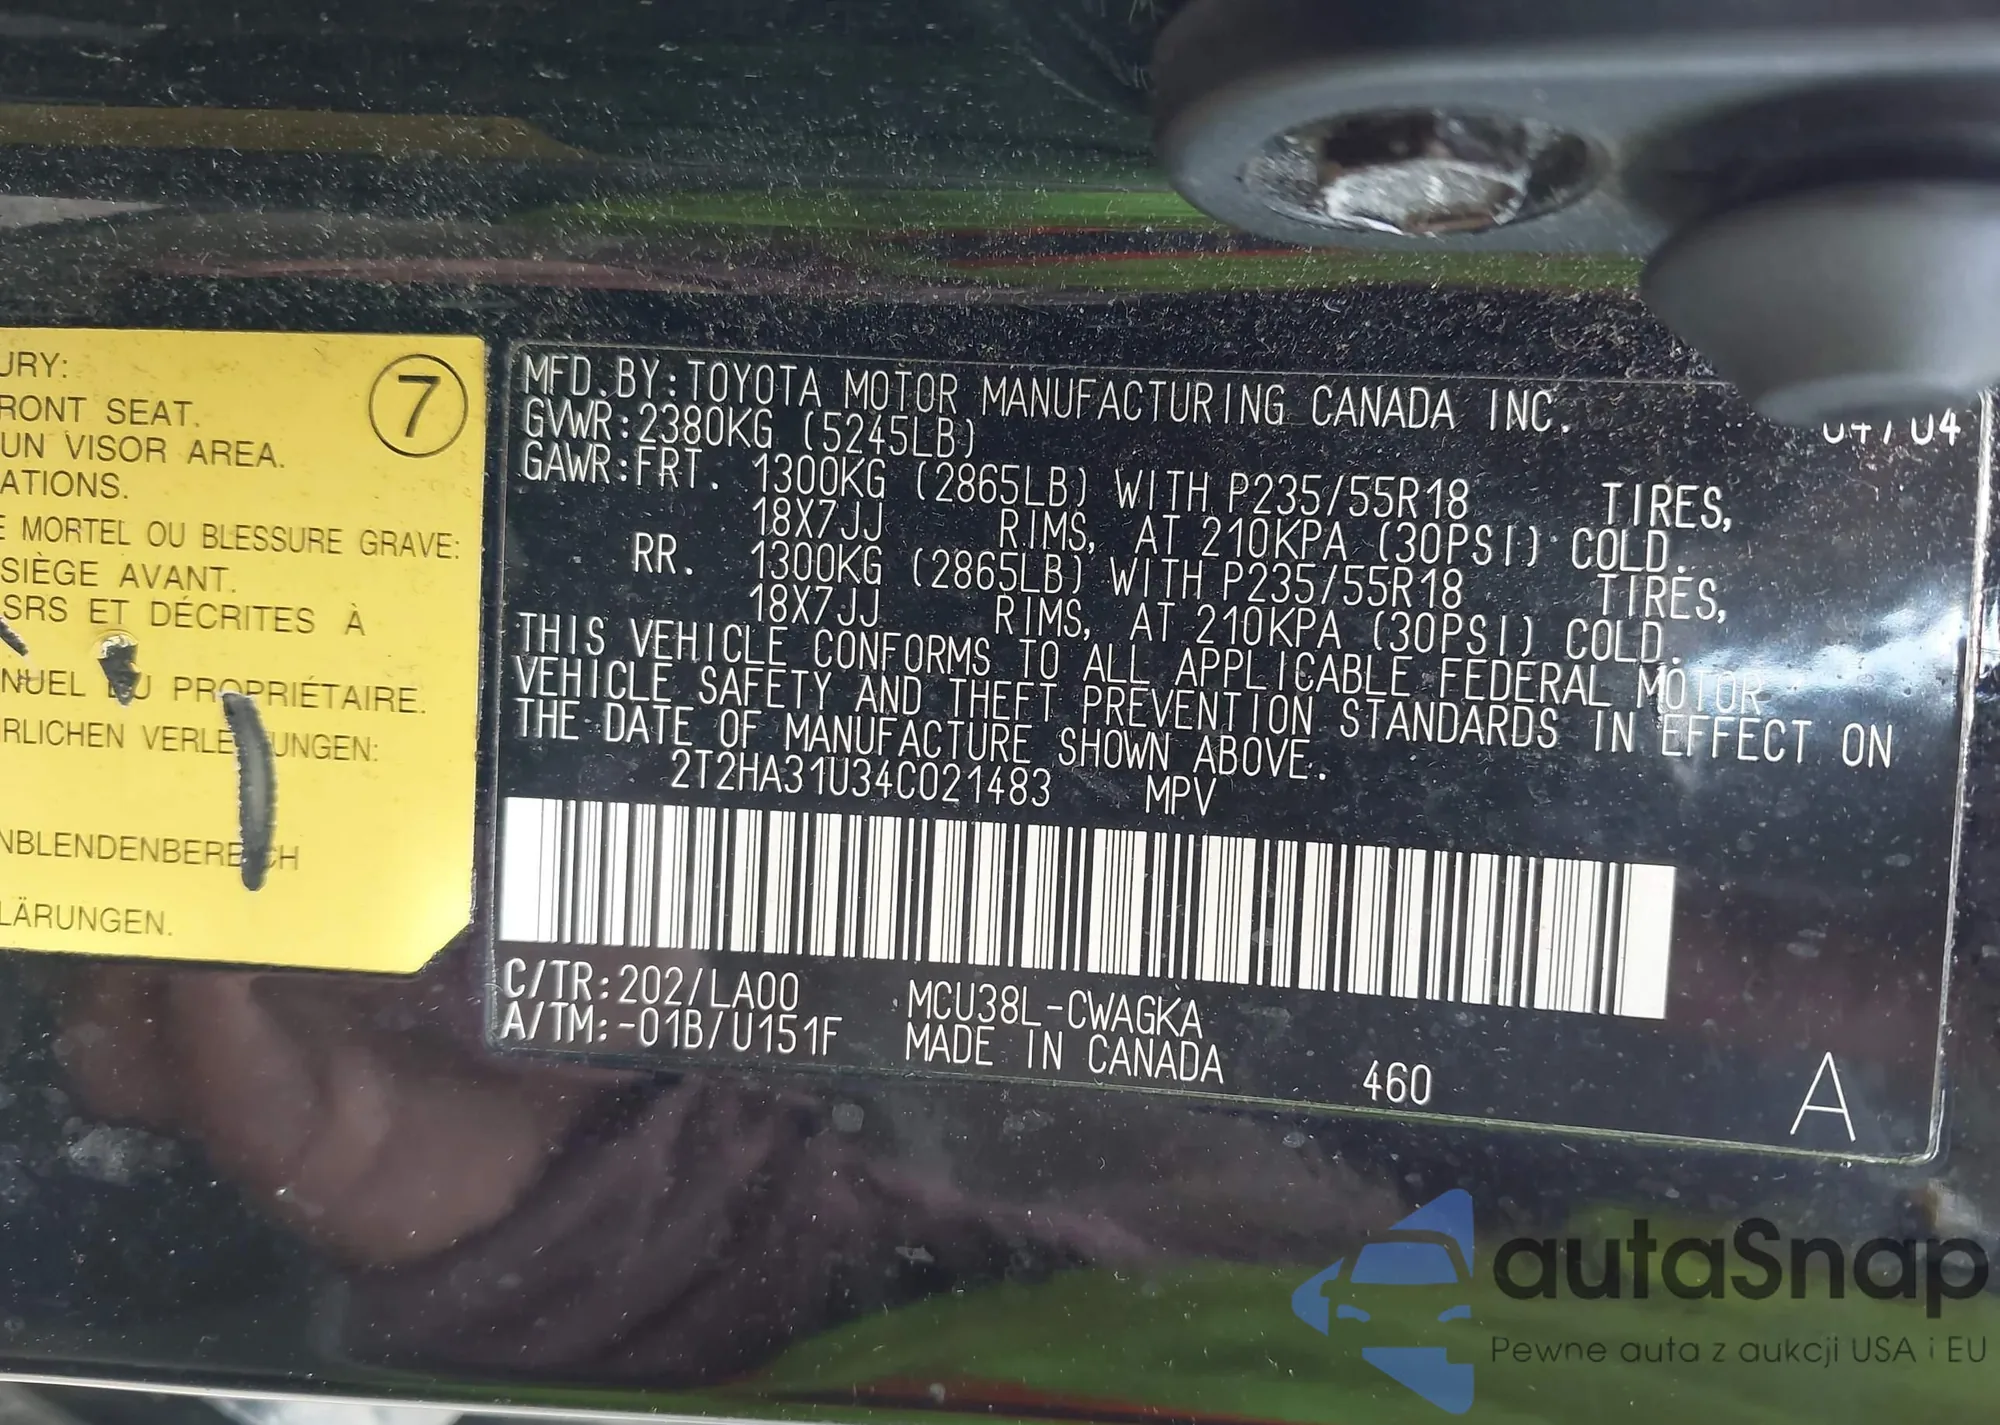 URY:
RONT SEAT.
UN VISOR AREA.
ATIONS.
E MORTEL OU BLESSURE GRAVE:
SIÈGE AVANT.
SRS ET DÉCRITES À
NUEL DU PROPRIÉTAIRE.
RLICHEN VERLE UNGEN:
NBLENDENBEREICH
LÄRUNGEN.
7
MFD.BY:TOYOTA MOTOR MANUFACTURING CANADA INC.
04/04
GVWR:2380KG (5245LB)
GAWR:FRT. 1300KG (2865LB) WITH P235/55R18 TIRES,
18X7JJ RIMS, AT 210KPA (30PSI) COLD.
RR. 1300KG (2865LB) WITH P235/55R18 TIRES,
18X7JJ RIMS, AT 210KPA (30PSI) COLD.
THIS VEHICLE CONFORMS TO ALL APPLICABLE FEDERAL MOTOR
VEHICLE SAFETY AND THEFT PREVENTION STANDARDS IN EFFECT ON
THE DATE OF MANUFACTURE SHOWN ABOVE.
2T2HA31U34C021483 MPV
C/TR:202/LA00 MCU38L-CWAGKA
A/TM:-01B/U151F MADE IN CANADA 460
A
autaSnap
Pewne auta z aukcji USA i EU